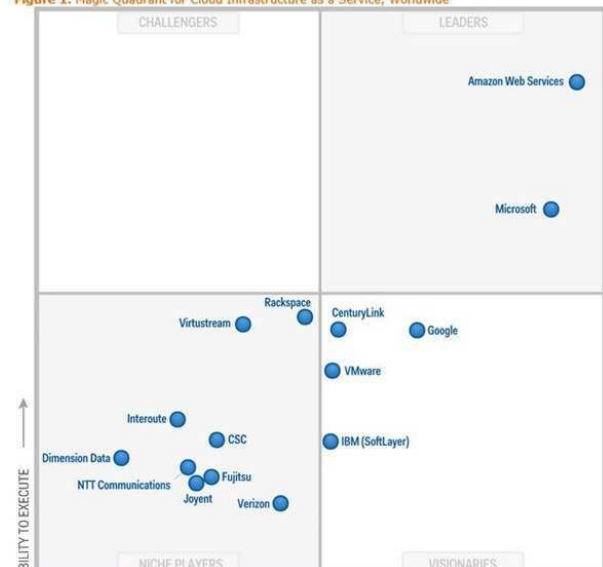 Figure 1. Magic Quadrant for Cloud Infrastructure as a Service, Worldwide
CHALLENGERS
LEADERS
Amazon Web Services
Microsoft
Rackspace
CenturyLink
Virtustream
Google
VMware
Interoute
CSC
IBM (SoftLayer)
Dimension Data
Fujitsu
NTT Communications
Joyent
Verizon
TO EXECUTE
NICHE PLAYERS
VISIONARIES